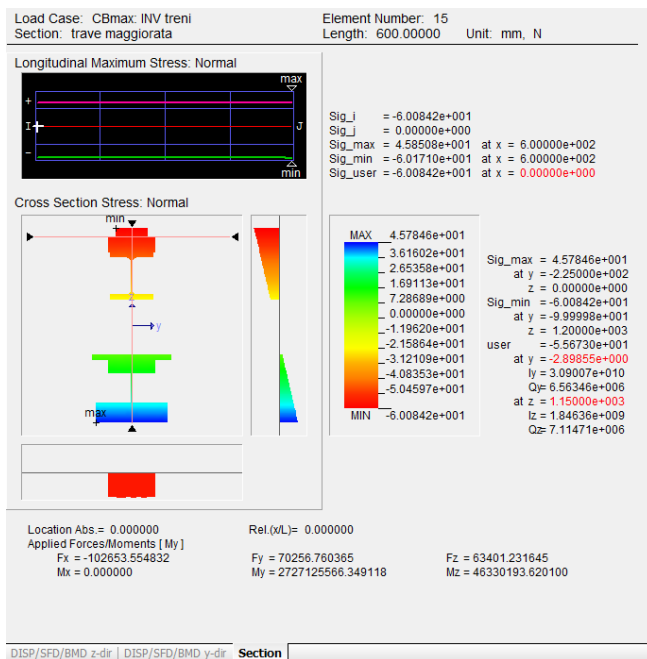 Load Case: CBmax: INV treni
Element Number: 15
Section: trave maggiorata
Length: 600.00000 Unit: mm, N
Longitudinal Maximum Stress: Normal
max
+
I
J
-
min
Sig_i = -6.00842e+001
Sig_j = 0.00000e+000
Sig_max = 4.58508e+001 at x = 6.00000e+002
Sig_min = -6.01710e+001 at x = 6.00000e+002
Sig_user = -6.00842e+001 at x = 0.00000e+000
Cross Section Stress: Normal
min
z
y
max
MAX 4.57846e+001
3.61602e+001
2.65358e+001
1.69113e+001
7.28689e+000
0.00000e+000
-1.19620e+001
-2.15864e+001
-3.12109e+001
-4.08353e+001
-5.04597e+001
MIN -6.00842e+001
Sig_max = 4.57846e+001
at y = -2.25000e+002
z = 0.00000e+000
Sig_min = -6.00842e+001
at y = -9.99998e+001
z = 1.20000e+003
user =-5.56730e+001
at y =-2.89855e+000
Iy = 3.09007e+010
Qy= 6.56346e+006
at z = 1.15000e+003
Iz = 1.84636e+009
Qz= 7.11471e+006
Location Abs.= 0.000000
Rel.(x/L)= 0.000000
Applied Forces/Moments [ My ]
Fx = -102653.554832
Fy = 70256.760365
Fz = 63401.231645
Mx = 0.000000
My = 2727125566.349118
Mz = 46330193.620100
DISP/SFD/BMD z-dir | DISP/SFD/BMD y-dir Section